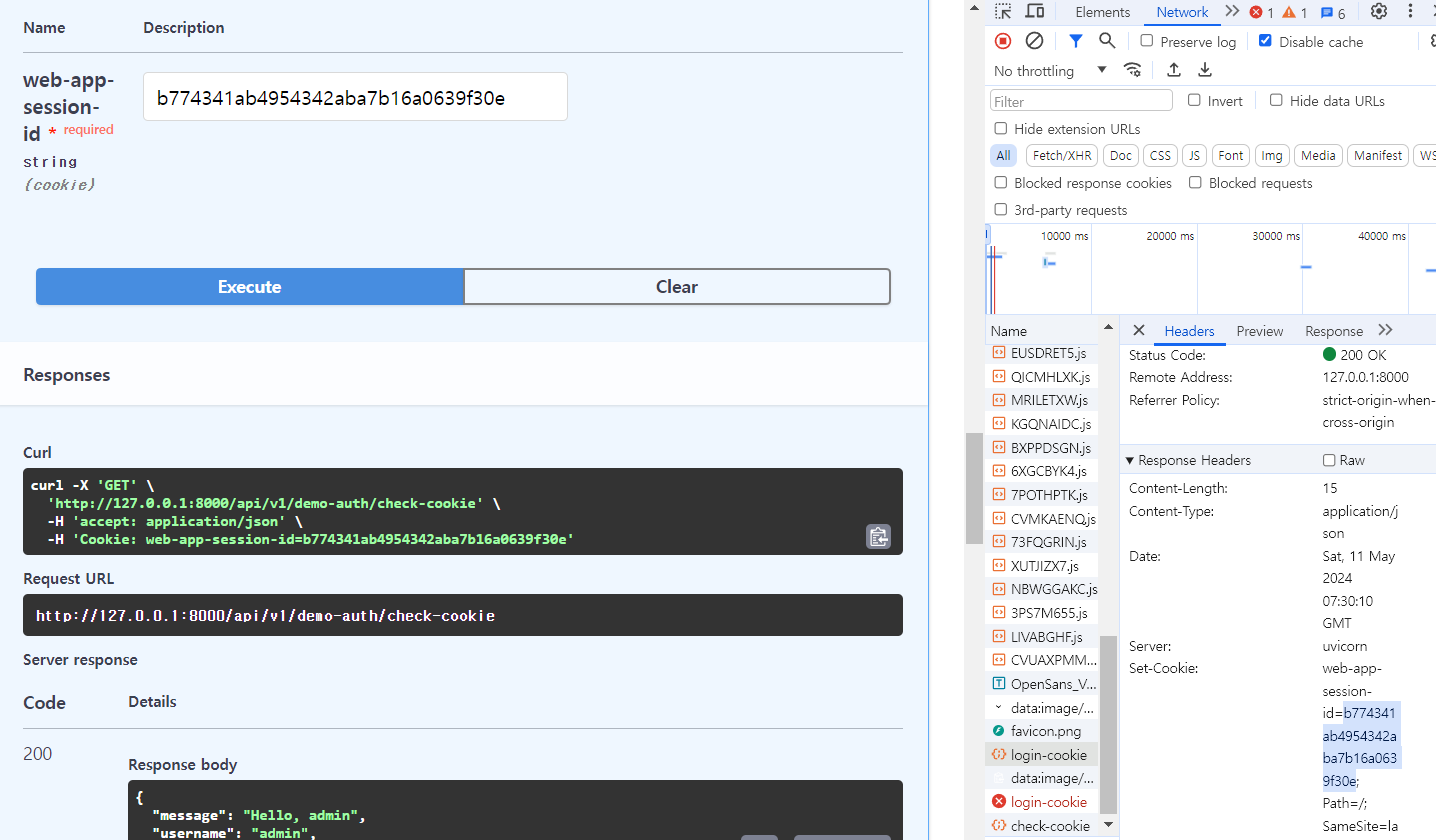 Name Description
web-app-
session-
id * required
string
(cookie)
b774341ab4954342aba7b16a0639f30e
Execute Clear
Responses
Curl
curl -X 'GET' \
'http://127.0.0.1:8000/api/v1/demo-auth/check-cookie' \
-H 'accept: application/json' \
-H 'Cookie: web-app-session-id=b774341ab4954342aba7b16a0639f30e'
Request URL
http://127.0.0.1:8000/api/v1/demo-auth/check-cookie
Server response
Code Details
200
Response body
{
"message": "Hello, admin",
"username": "admin",
Elements Network 1 1 6
Preserve log Disable cache
No throttling
Filter Invert Hide data URLs
Hide extension URLs
All Fetch/XHR Doc CSS JS Font Img Media Manifest WS
Blocked response cookies Blocked requests
3rd-party requests
10000 ms 20000 ms 30000 ms 40000 ms
Name
EUSDRET5.js
QICMHLXK.js
MRILETXW.js
KGQNAIDC.js
BXPPDSGN.js
6XGCBYK4.js
7POTHPTK.js
CVMKAENQ.js
73FQGRIN.js
XUTJIZX7.js
NBWGGAKC.js
3PS7M655.js
LIVABGHF.js
CVUAXPMM...
OpenSans_V...
data:image/...
favicon.png
login-cookie
data:image/...
login-cookie
check-cookie
Headers Preview Response
Status Code: 200 OK
Remote Address: 127.0.0.1:8000
Referrer Policy: strict-origin-when-
cross-origin
Response Headers Raw
Content-Length: 15
Content-Type: application/j
son
Date: Sat, 11 May
2024
07:30:10
GMT
Server: uvicorn
Set-Cookie: web-app-
session-
id=b774341
ab4954342a
ba7b16a063
9f30e;
Path=/;
SameSite=la